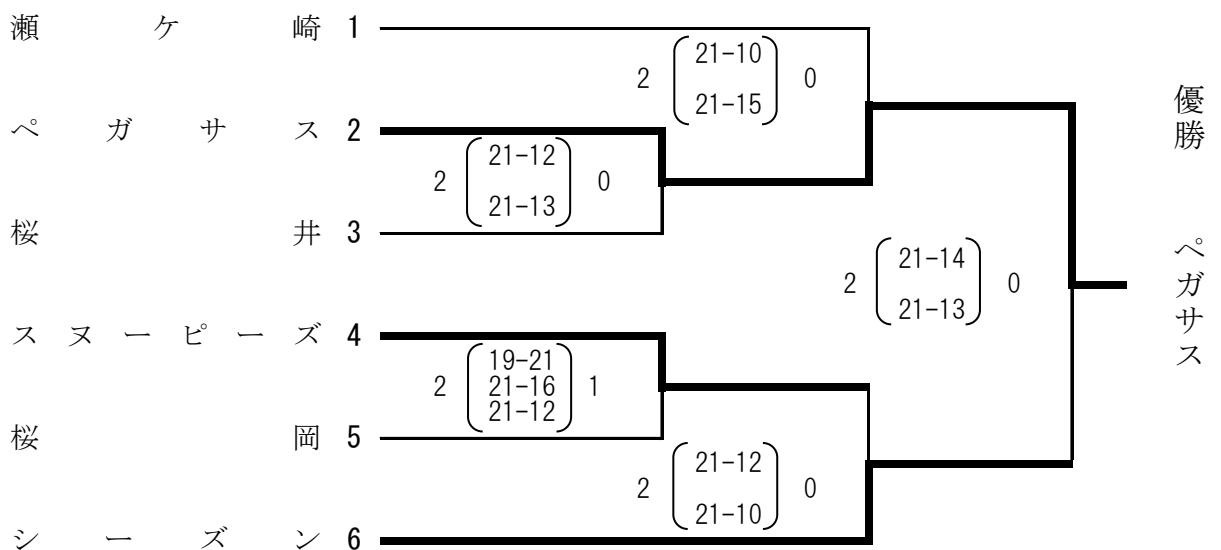 瀬ケ崎 1
2 21-10 0
21-15
ペガサス 2
2 21-12 0
21-13
桜井 3
2 21-14 0
21-13
スヌーピーズ 4
19-21
2 21-16 1
21-12
桜岡 5
2 21-12 0
21-10
シーズン 6
優勝 ペガサス